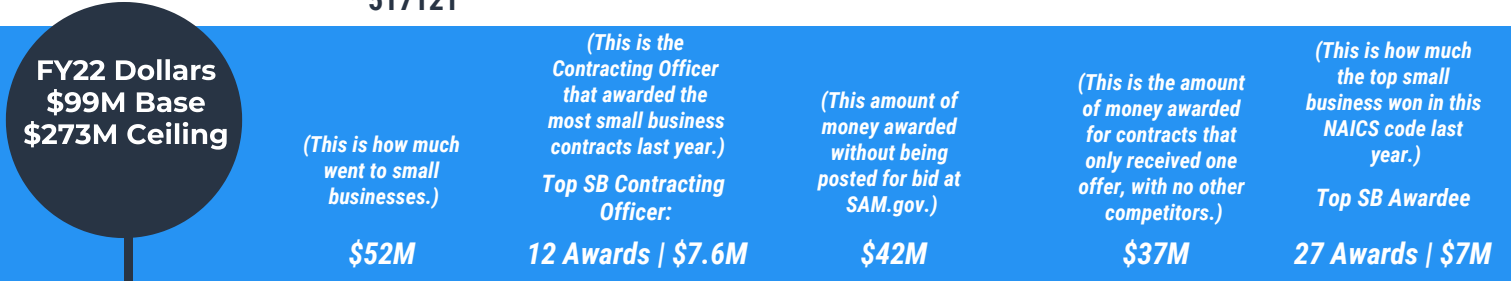 517121
FY22 Dollars
$99M Base
$273M Ceiling
(This is how much
went to small
businesses.)
$52M
(This is the
Contracting Officer
that awarded the
most small business
contracts last year.)
Top SB Contracting
Officer:
12 Awards | $7.6M
(This amount of
money awarded
without being
posted for bid at
SAM.gov.)
$42M
(This is the amount
of money awarded
for contracts that
only received one
offer, with no other
competitors.)
$37M
(This is how much
the top small
business won in this
NAICS code last
year.)
Top SB Awardee
27 Awards | $7M